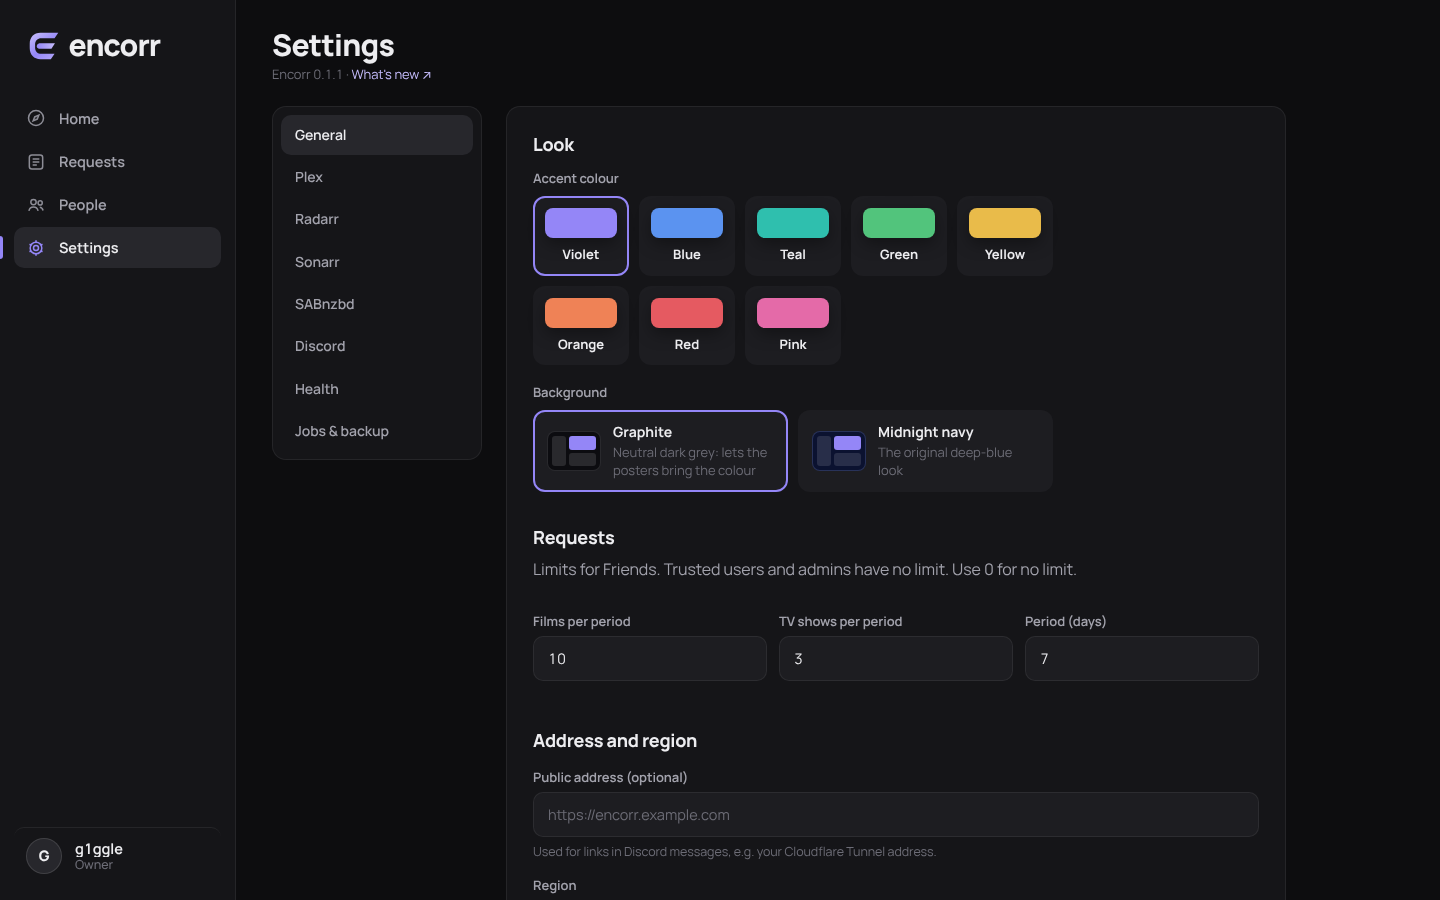 encorr
Home
Requests
People
Settings
G
g1ggle
Owner
Settings
Encorr 0.1.1 · What's new ↗
General
Plex
Radarr
Sonarr
SABnzbd
Discord
Health
Jobs & backup
Look
Accent colour
Violet
Blue
Teal
Green
Yellow
Orange
Red
Pink
Background
Graphite
Neutral dark grey: lets the
posters bring the colour
Midnight navy
The original deep-blue
look
Requests
Limits for Friends. Trusted users and admins have no limit. Use 0 for no limit.
Films per period
TV shows per period
Period (days)
10
3
7
Address and region
Public address (optional)
https://encorr.example.com
Used for links in Discord messages, e.g. your Cloudflare Tunnel address.
Region